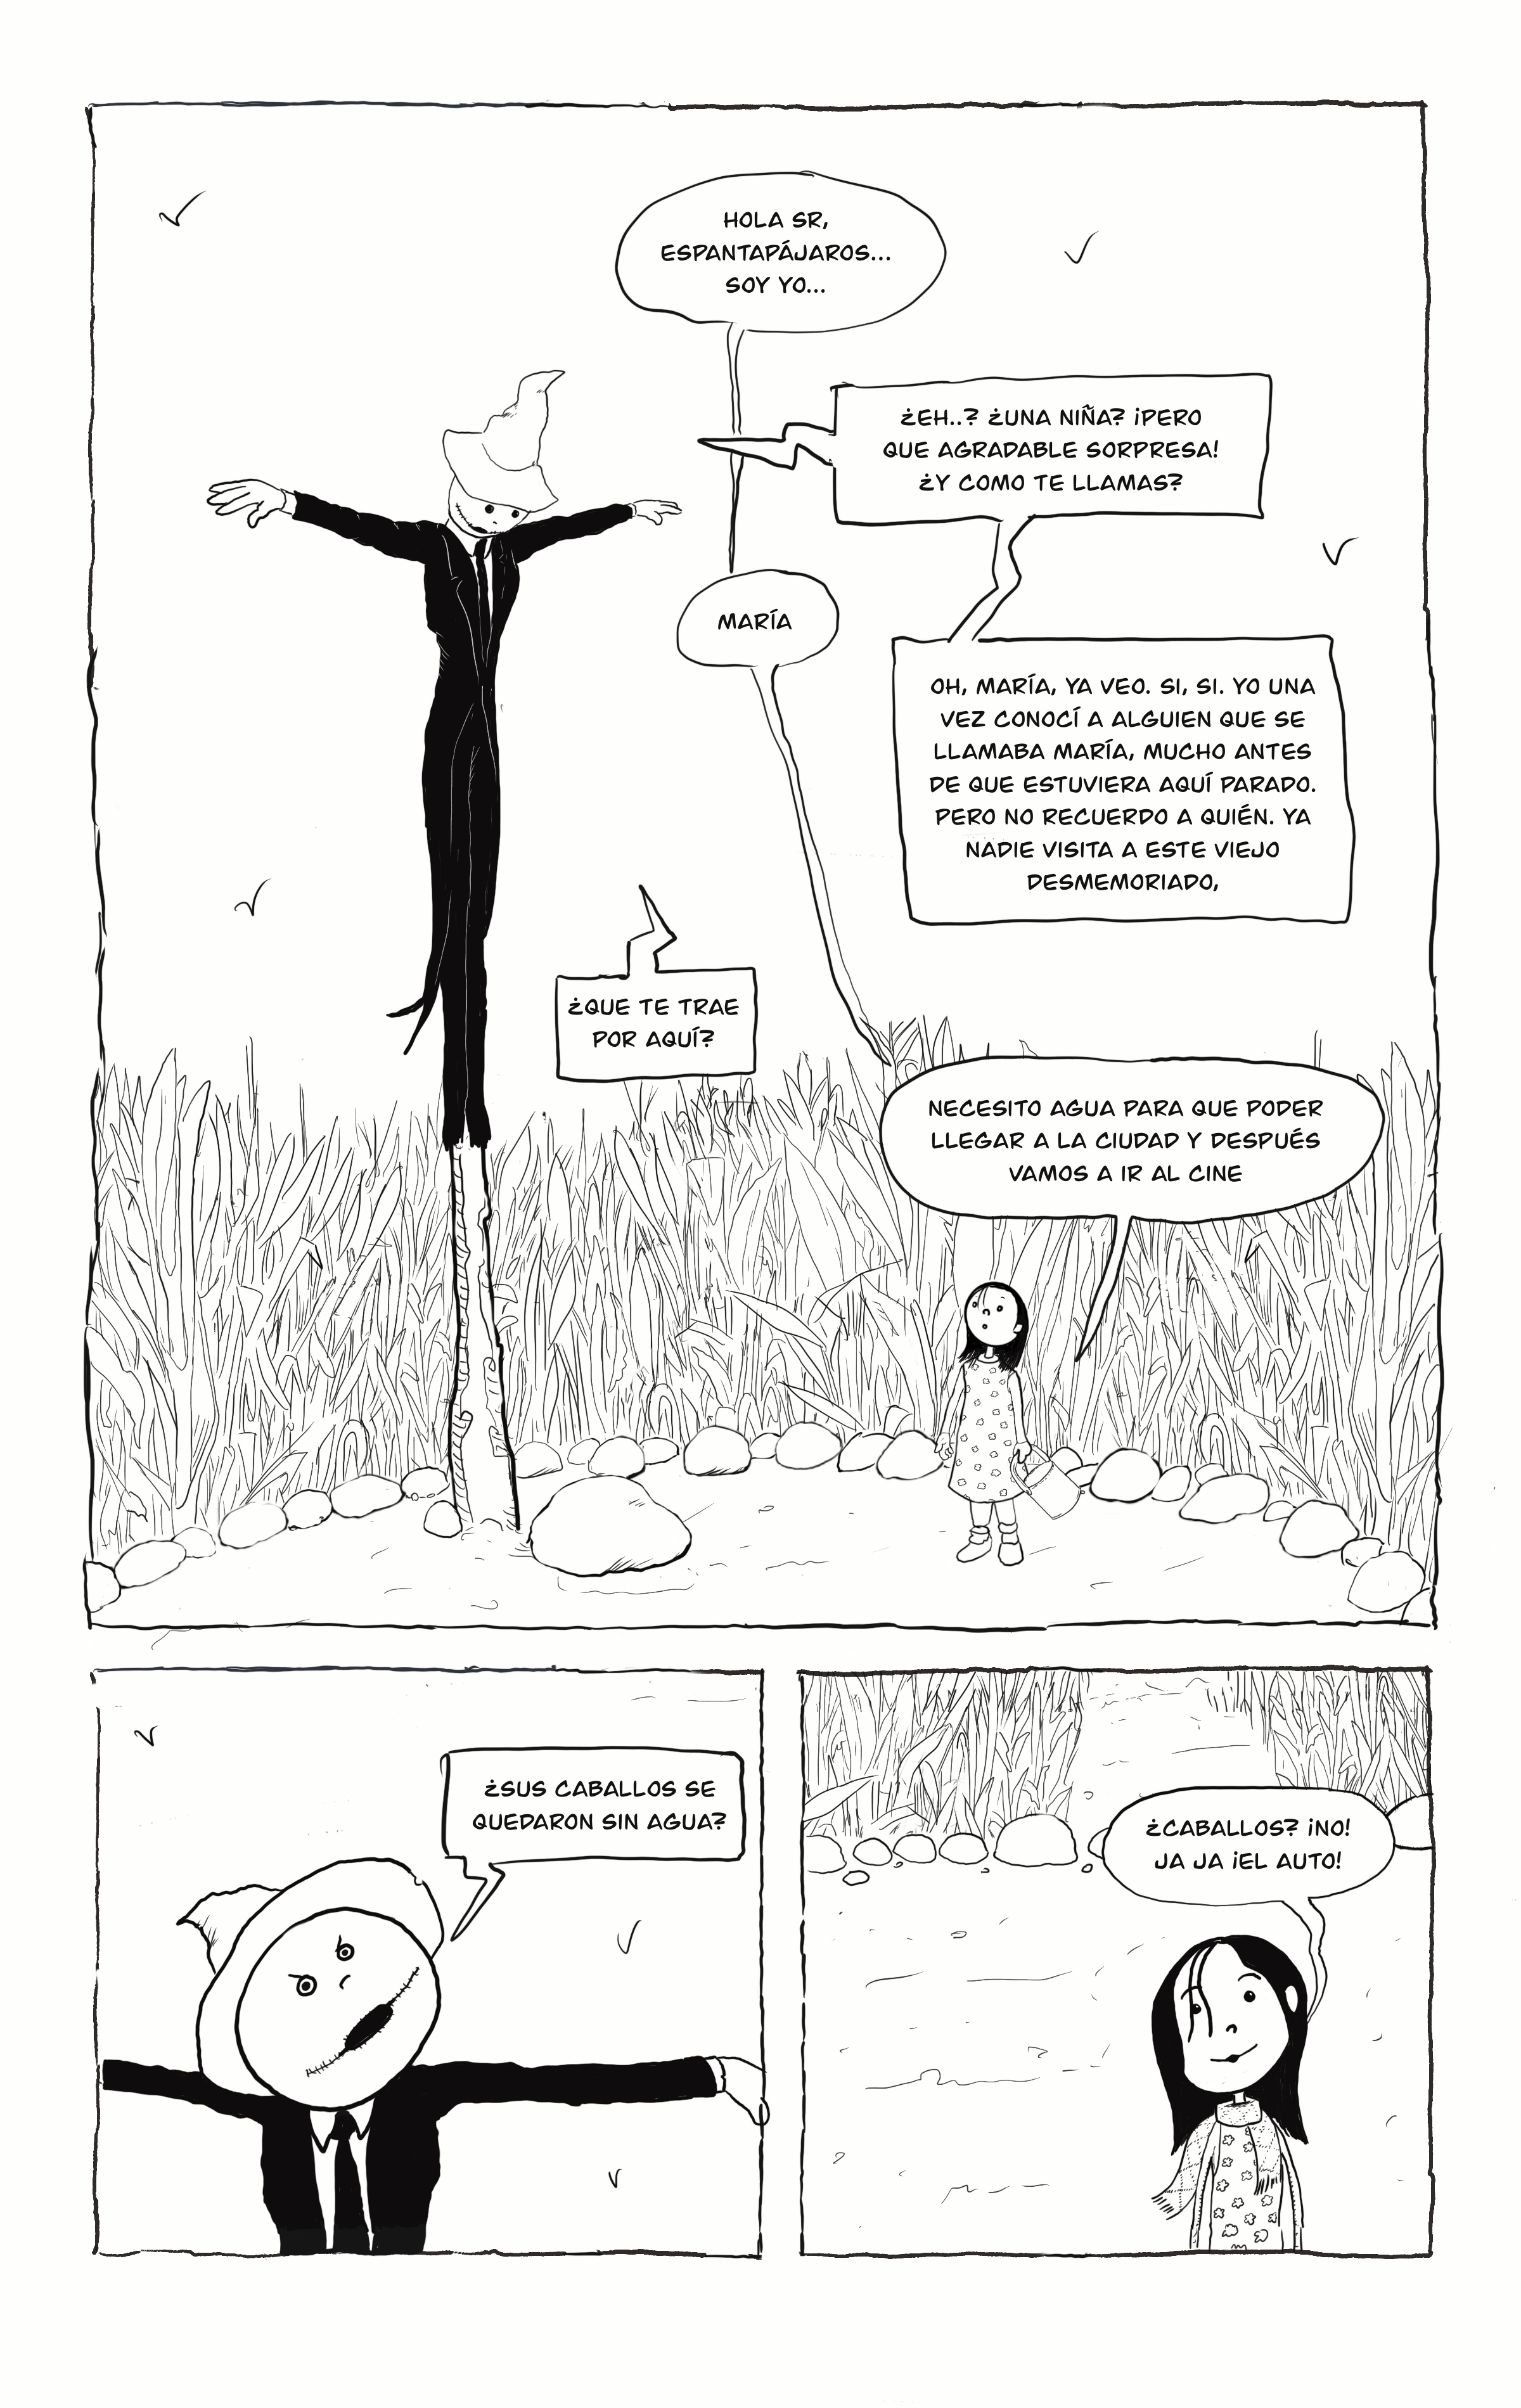 HOLA SR,
ESPANTAPÁJAROS...
SOY YO...
¿EH..? ¿UNA NIÑA? ¡PERO
QUE AGRADABLE SORPRESA!
¿Y COMO TE LLAMAS?
MARÍA
OH, MARÍA, YA VEO. SI, SI. YO UNA
VEZ CONOCÍ A ALGUIEN QUE SE
LLAMABA MARÍA, MUCHO ANTES
DE QUE ESTUVIERA AQUÍ PARADO.
PERO NO RECUERDO A QUIÉN. YA
NADIE VISITA A ESTE VIEJO
DESMEMORIADO,
¿QUE TE TRAE
POR AQUÍ?
NECESITO AGUA PARA QUE PODER
LLEGAR A LA CIUDAD Y DESPUÉS
VAMOS A IR AL CINE
¿SUS CABALLOS SE
QUEDARON SIN AGUA?
¿CABALLOS? ¡NO!
JA JA ¡EL AUTO!